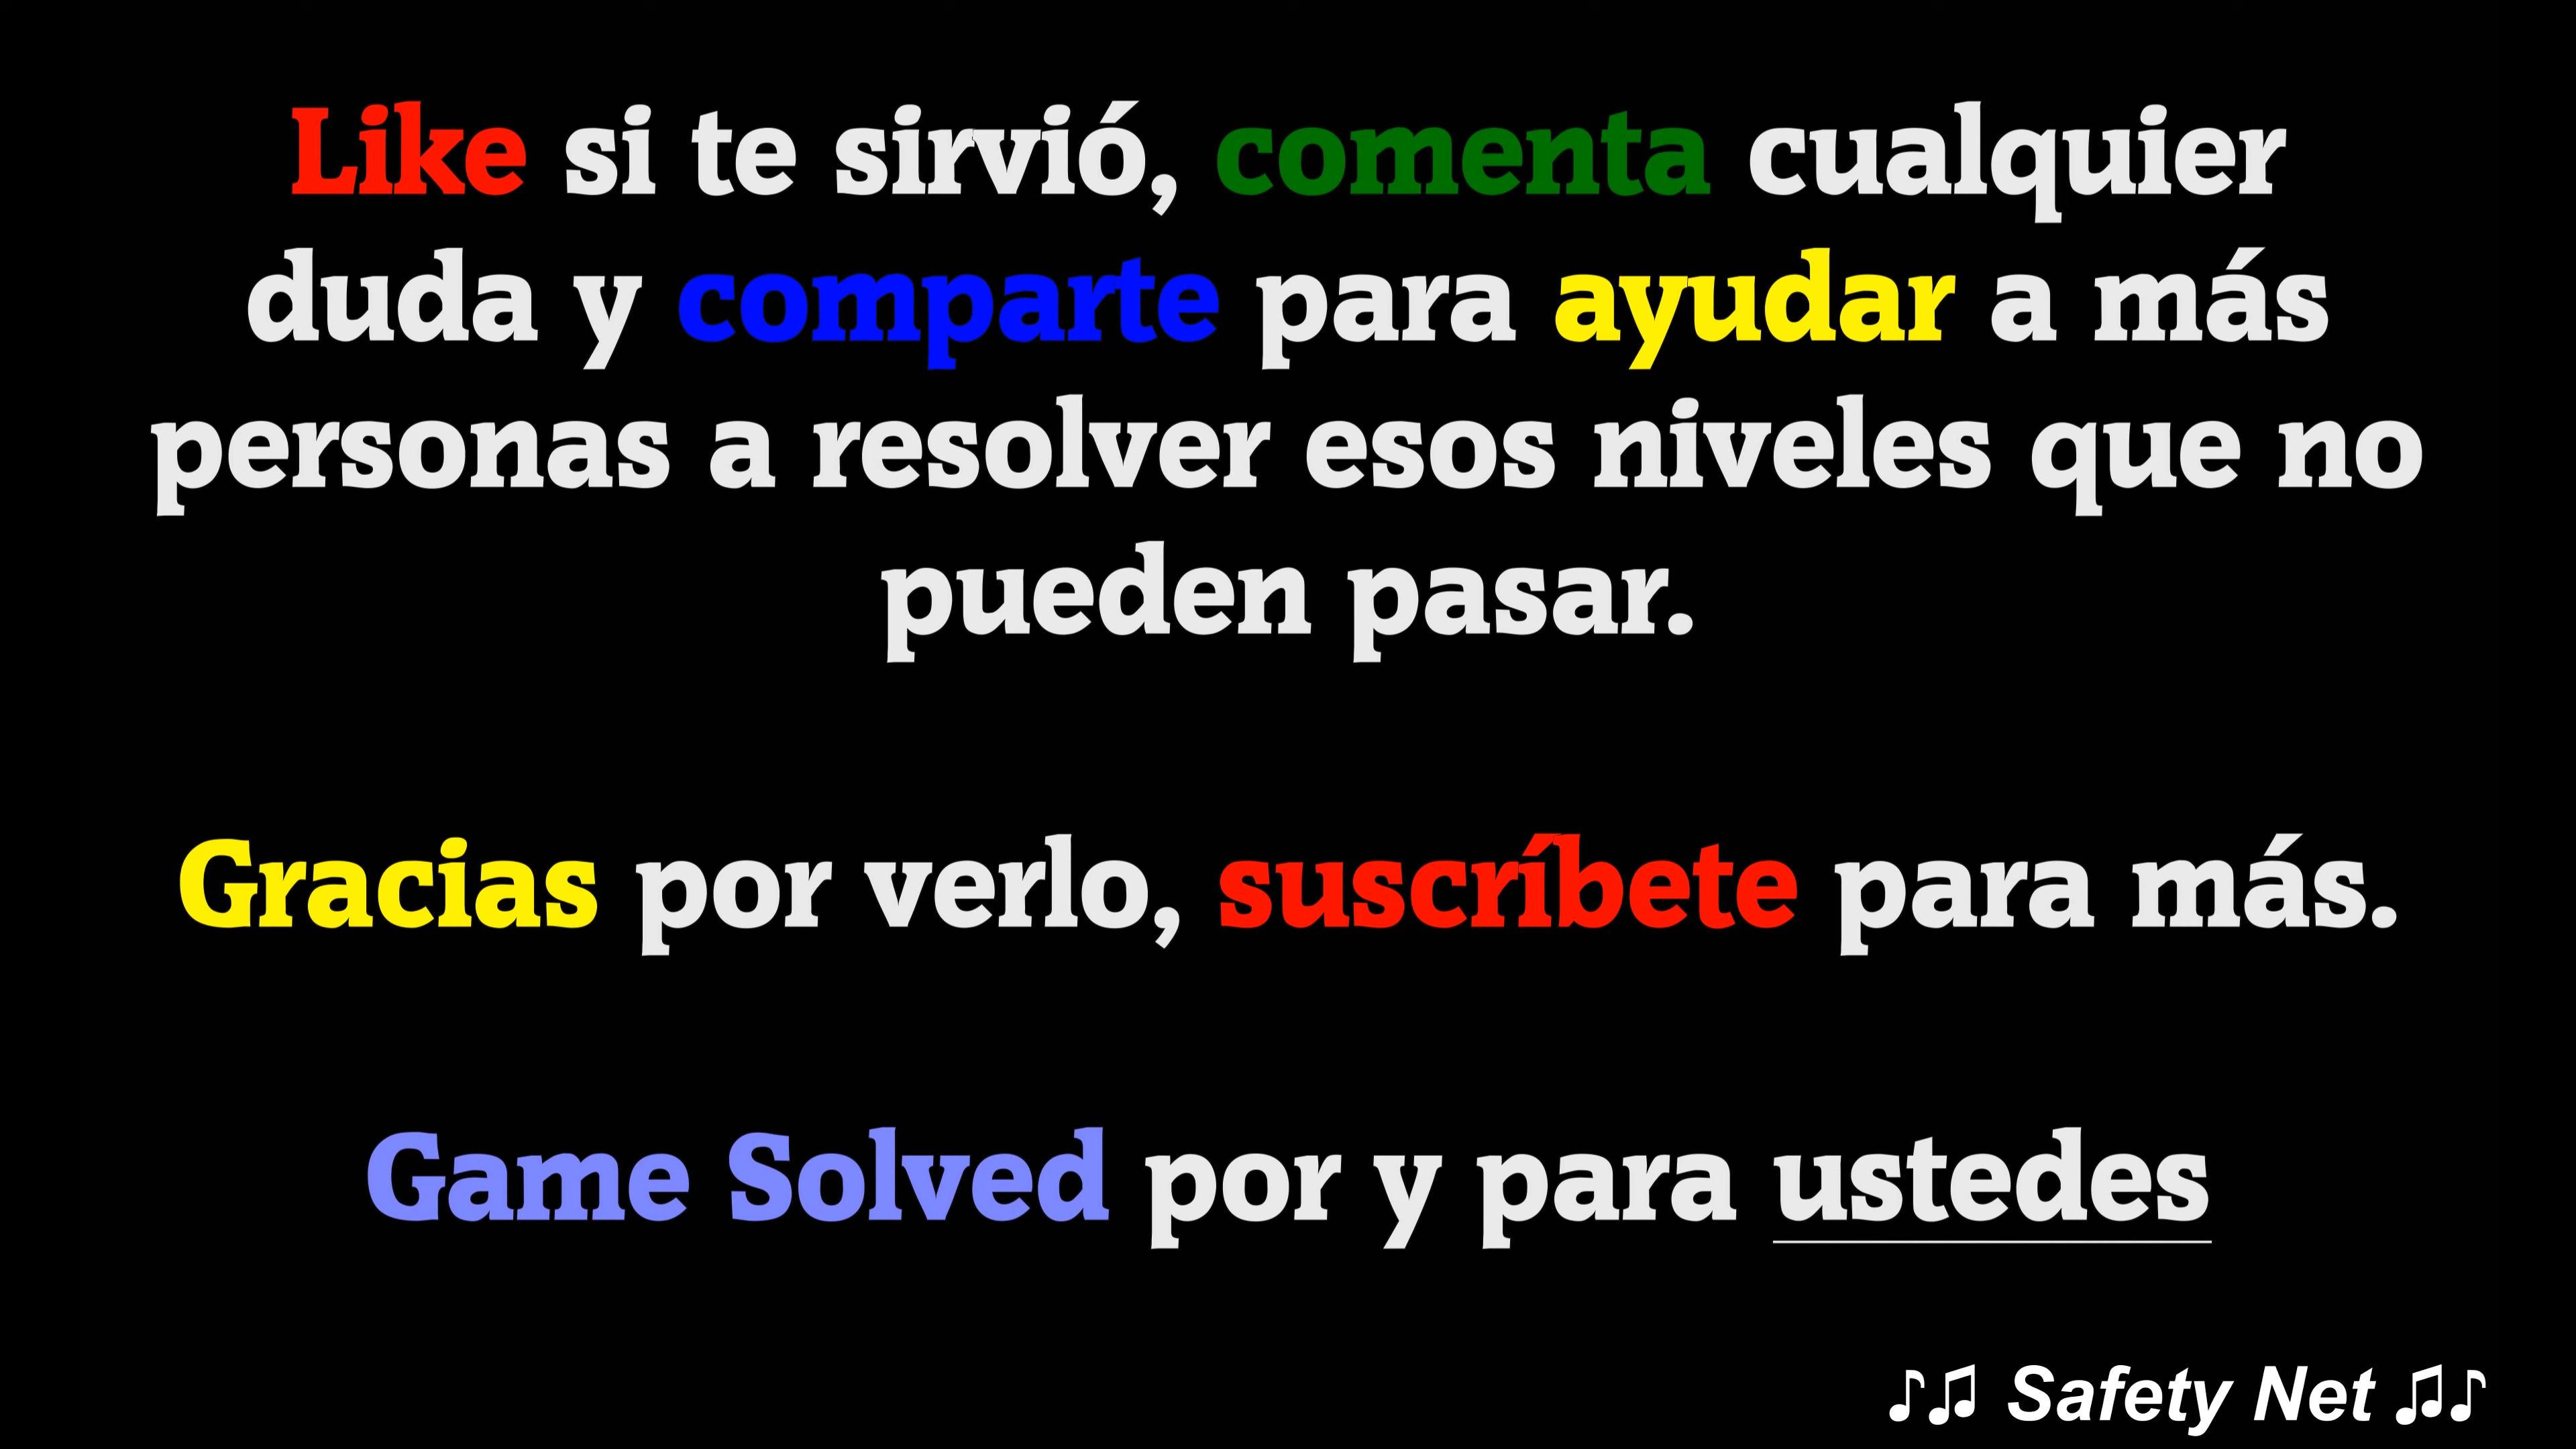 Like si te sirvió, comenta cualquier
duda y comparte para ayudar a más
personas a resolver esos niveles que no
pueden pasar.
Gracias por verlo, suscríbete para más.
Game Solved por y para ustedes
♪♫ Safety Net ♫♪